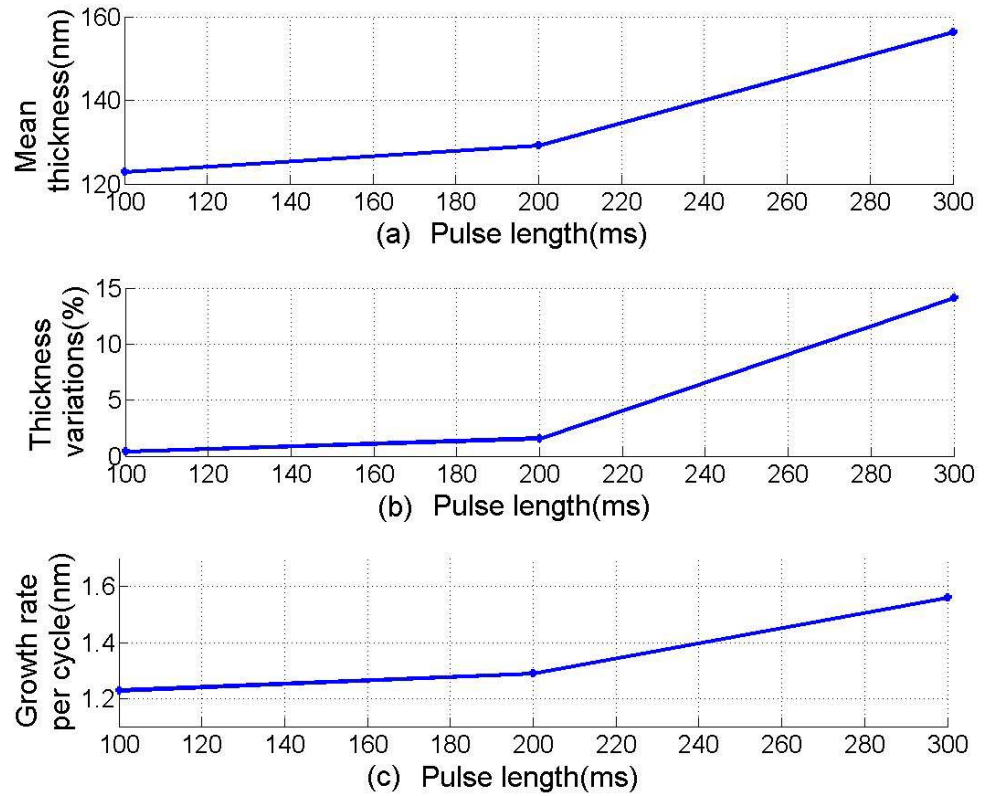 160
140
120
Mean
thickness(nm)
100 120 140 160 180 200 220 240 260 280 300
(a) Pulse length(ms)
15
10
5
0
Thickness
variations(%)
100 120 140 160 180 200 220 240 260 280 300
(b) Pulse length(ms)
1.6
1.4
1.2
Growth rate
per cycle(nm)
100 120 140 160 180 200 220 240 260 280 300
(c) Pulse length(ms)